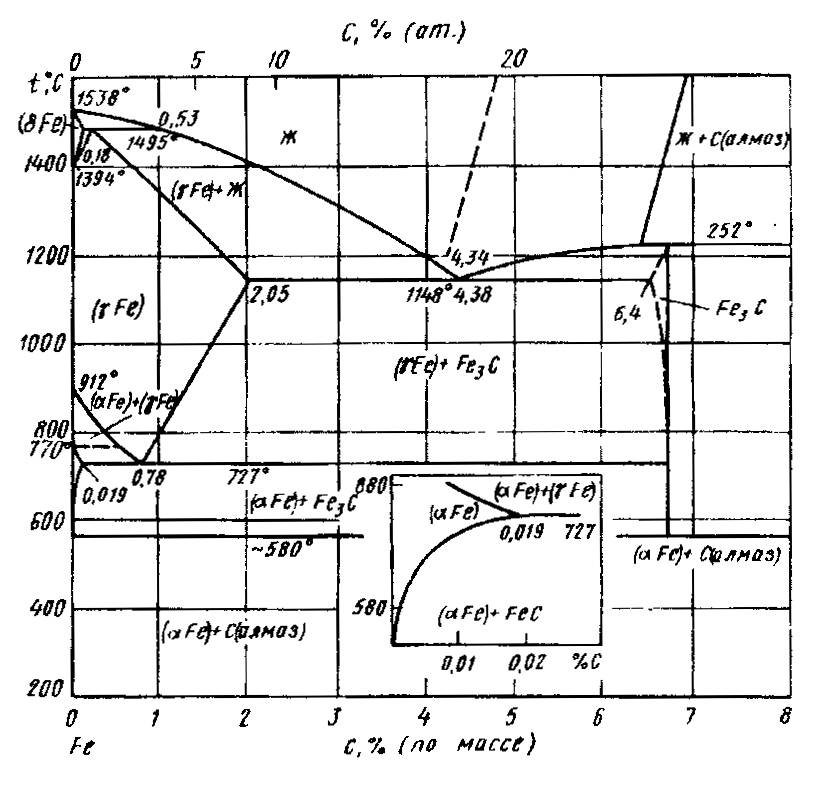 C, % (ат.)
0 5 10 20
t°C
1538°
0,53
(δFe)
1495°
Ж
Ж + C(алмаз)
0,18
1400
1394°
(γFe)+Ж
252°
1200
4,34
2,05
1148° 4,38
6,4
Fe₃C
(γFe)
1000
(γFe)+ Fe₃C
912°
(αFe)+(γFe)
800
770°
0,78
727°
0,019
(αFe)+ Fe₃C
880
(αFe)+(γFe)
(αFe)
600
0,019 727
~580°
(αFe)+ C(алмаз)
400
580
(αFe)+ FeC
(αFe)+C(алмаз)
0,01 0,02 %C
200
0 1 2 3 4 5 6 7 8
Fe
C, % (по массе)